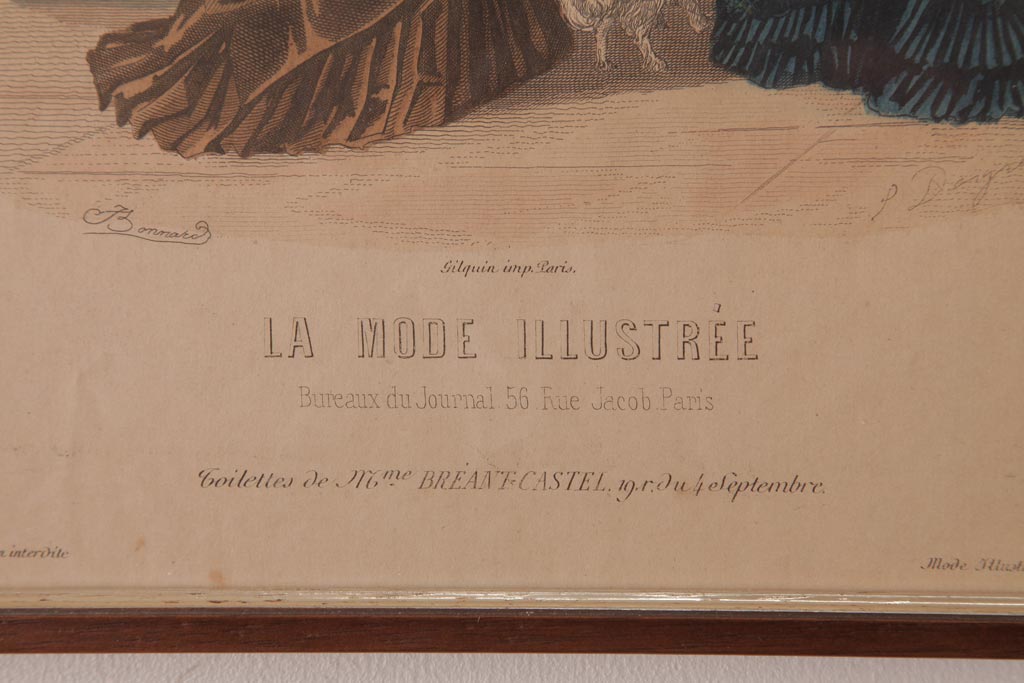 Bonnard
Gilquin imp. Paris.
LA MODE ILLUSTRÉE
Bureaux du Journal 56 Rue Jacob Paris
Toilettes de Mme BRÉANT-CASTEL, 19, r. du 4 Septembre.
interdite
Mode